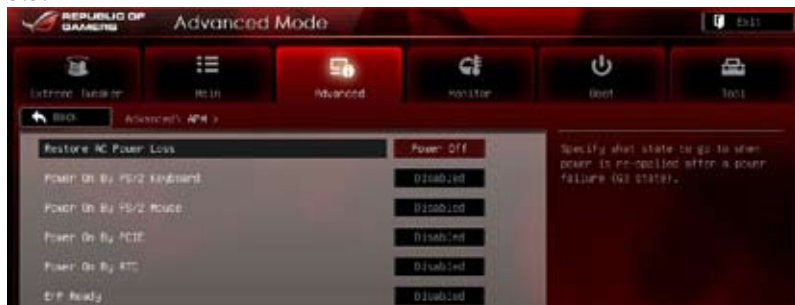 REPUBLIC OF GAMERS
Advanced Mode
Exit
Extreme Tweaker
Main
Advanced
Monitor
Boot
Tool
Back
Advanced\ APM >
Restore AC Power Loss
Power Off
Power On By PS/2 Keyboard
Disabled
Power On By PS/2 Mouse
Disabled
Power On By PCIE
Disabled
Power On By RTC
Disabled
ErP Ready
Disabled
Specify what state to go to when
power is re-applied after a power
failure (G3 state).